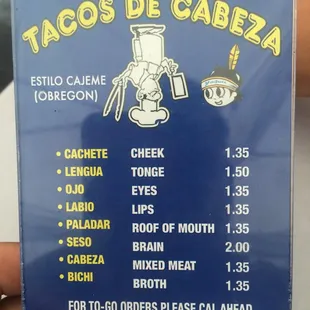 TACOS DE CABEZA
ESTILO CAJEME
(OBREGON)
• CACHETE CHEEK 1.35
• LENGUA TONGE 1.50
• OJO EYES 1.35
• LABIO LIPS 1.35
• PALADAR ROOF OF MOUTH 1.35
• SESO BRAIN 2.00
• CABEZA MIXED MEAT 1.35
• BICHI BROTH 1.35
FOR TO-GO ORDERS PLEASE CAL AHEAD